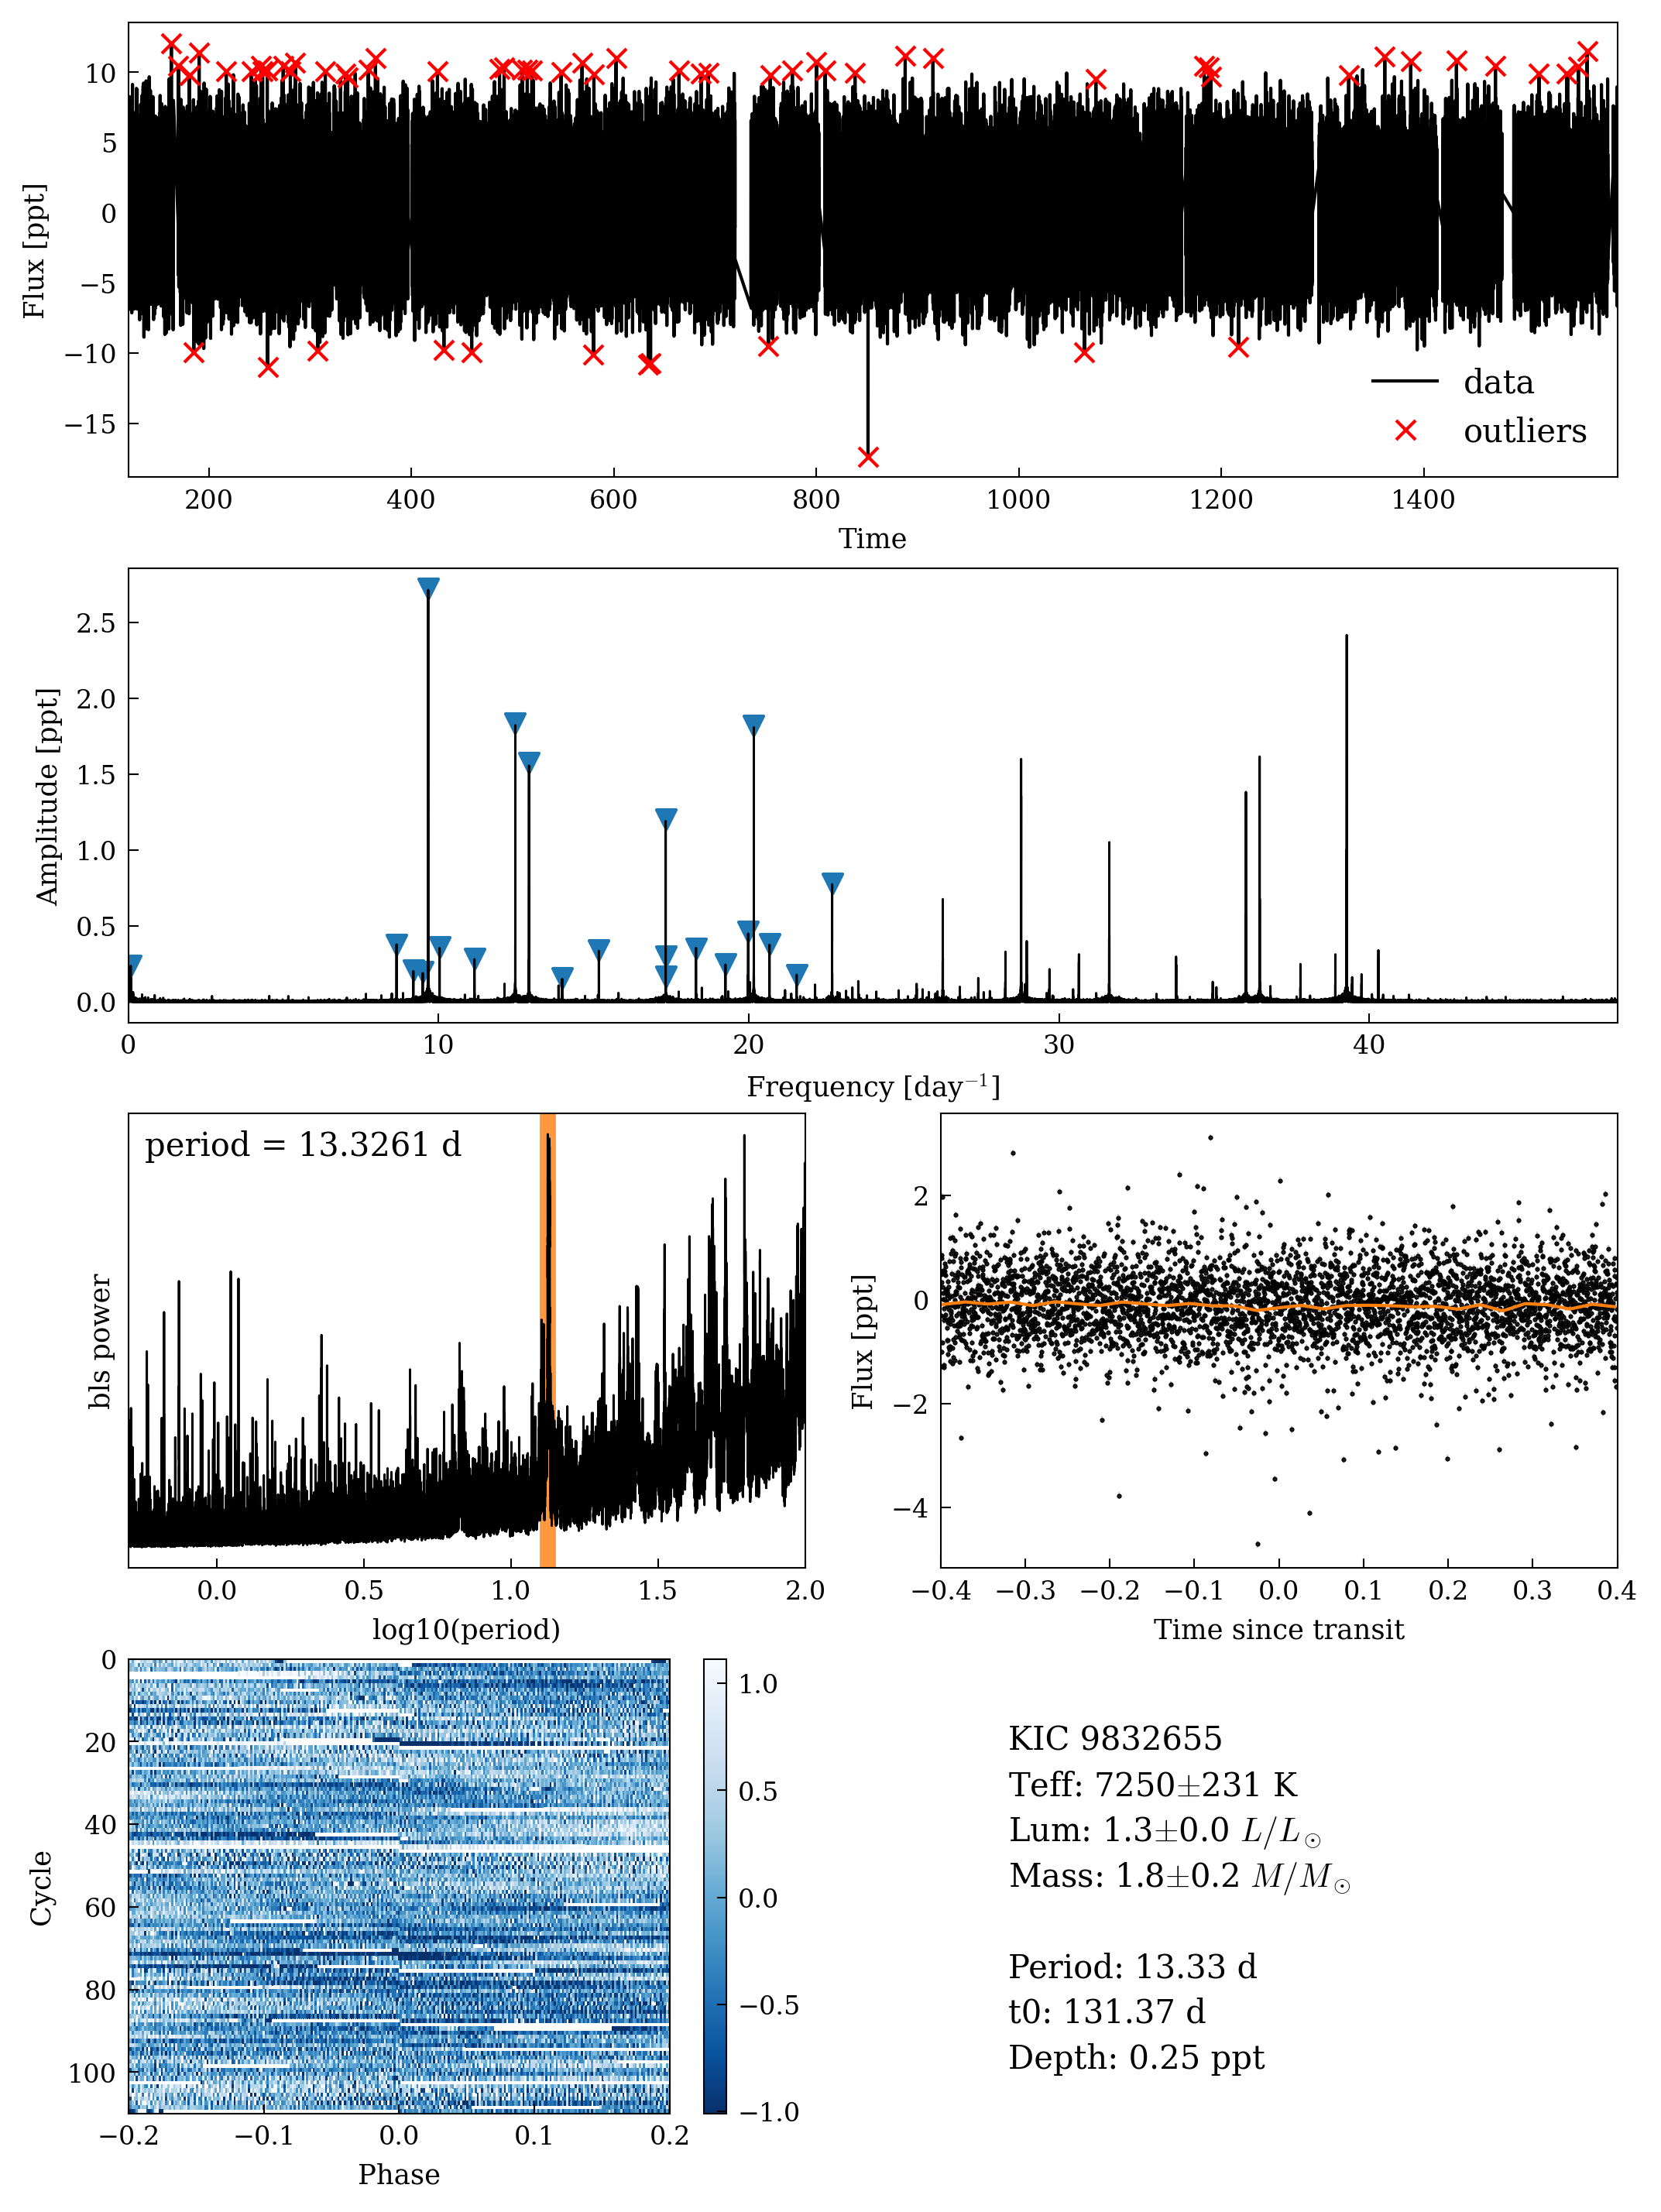 10
5
0
−5
−10
−15
Flux [ppt]
data
outliers
200
400
600
800
1000
1200
1400
Time
2.5
2.0
1.5
1.0
0.5
0.0
Amplitude [ppt]
0
10
20
30
40
Frequency [day⁻¹]
period = 13.3261 d
bls power
0.0
0.5
1.0
1.5
2.0
log10(period)
2
0
−2
−4
Flux [ppt]
−0.4
−0.3
−0.2
−0.1
0.0
0.1
0.2
0.3
0.4
Time since transit
0
20
40
60
80
100
Cycle
−0.2
−0.1
0.0
0.1
0.2
Phase
1.0
0.5
0.0
−0.5
−1.0
KIC 9832655
Teff: 7250±231 K
Lum: 1.3±0.0 L/L⊙
Mass: 1.8±0.2 M/M⊙
Period: 13.33 d
t0: 131.37 d
Depth: 0.25 ppt